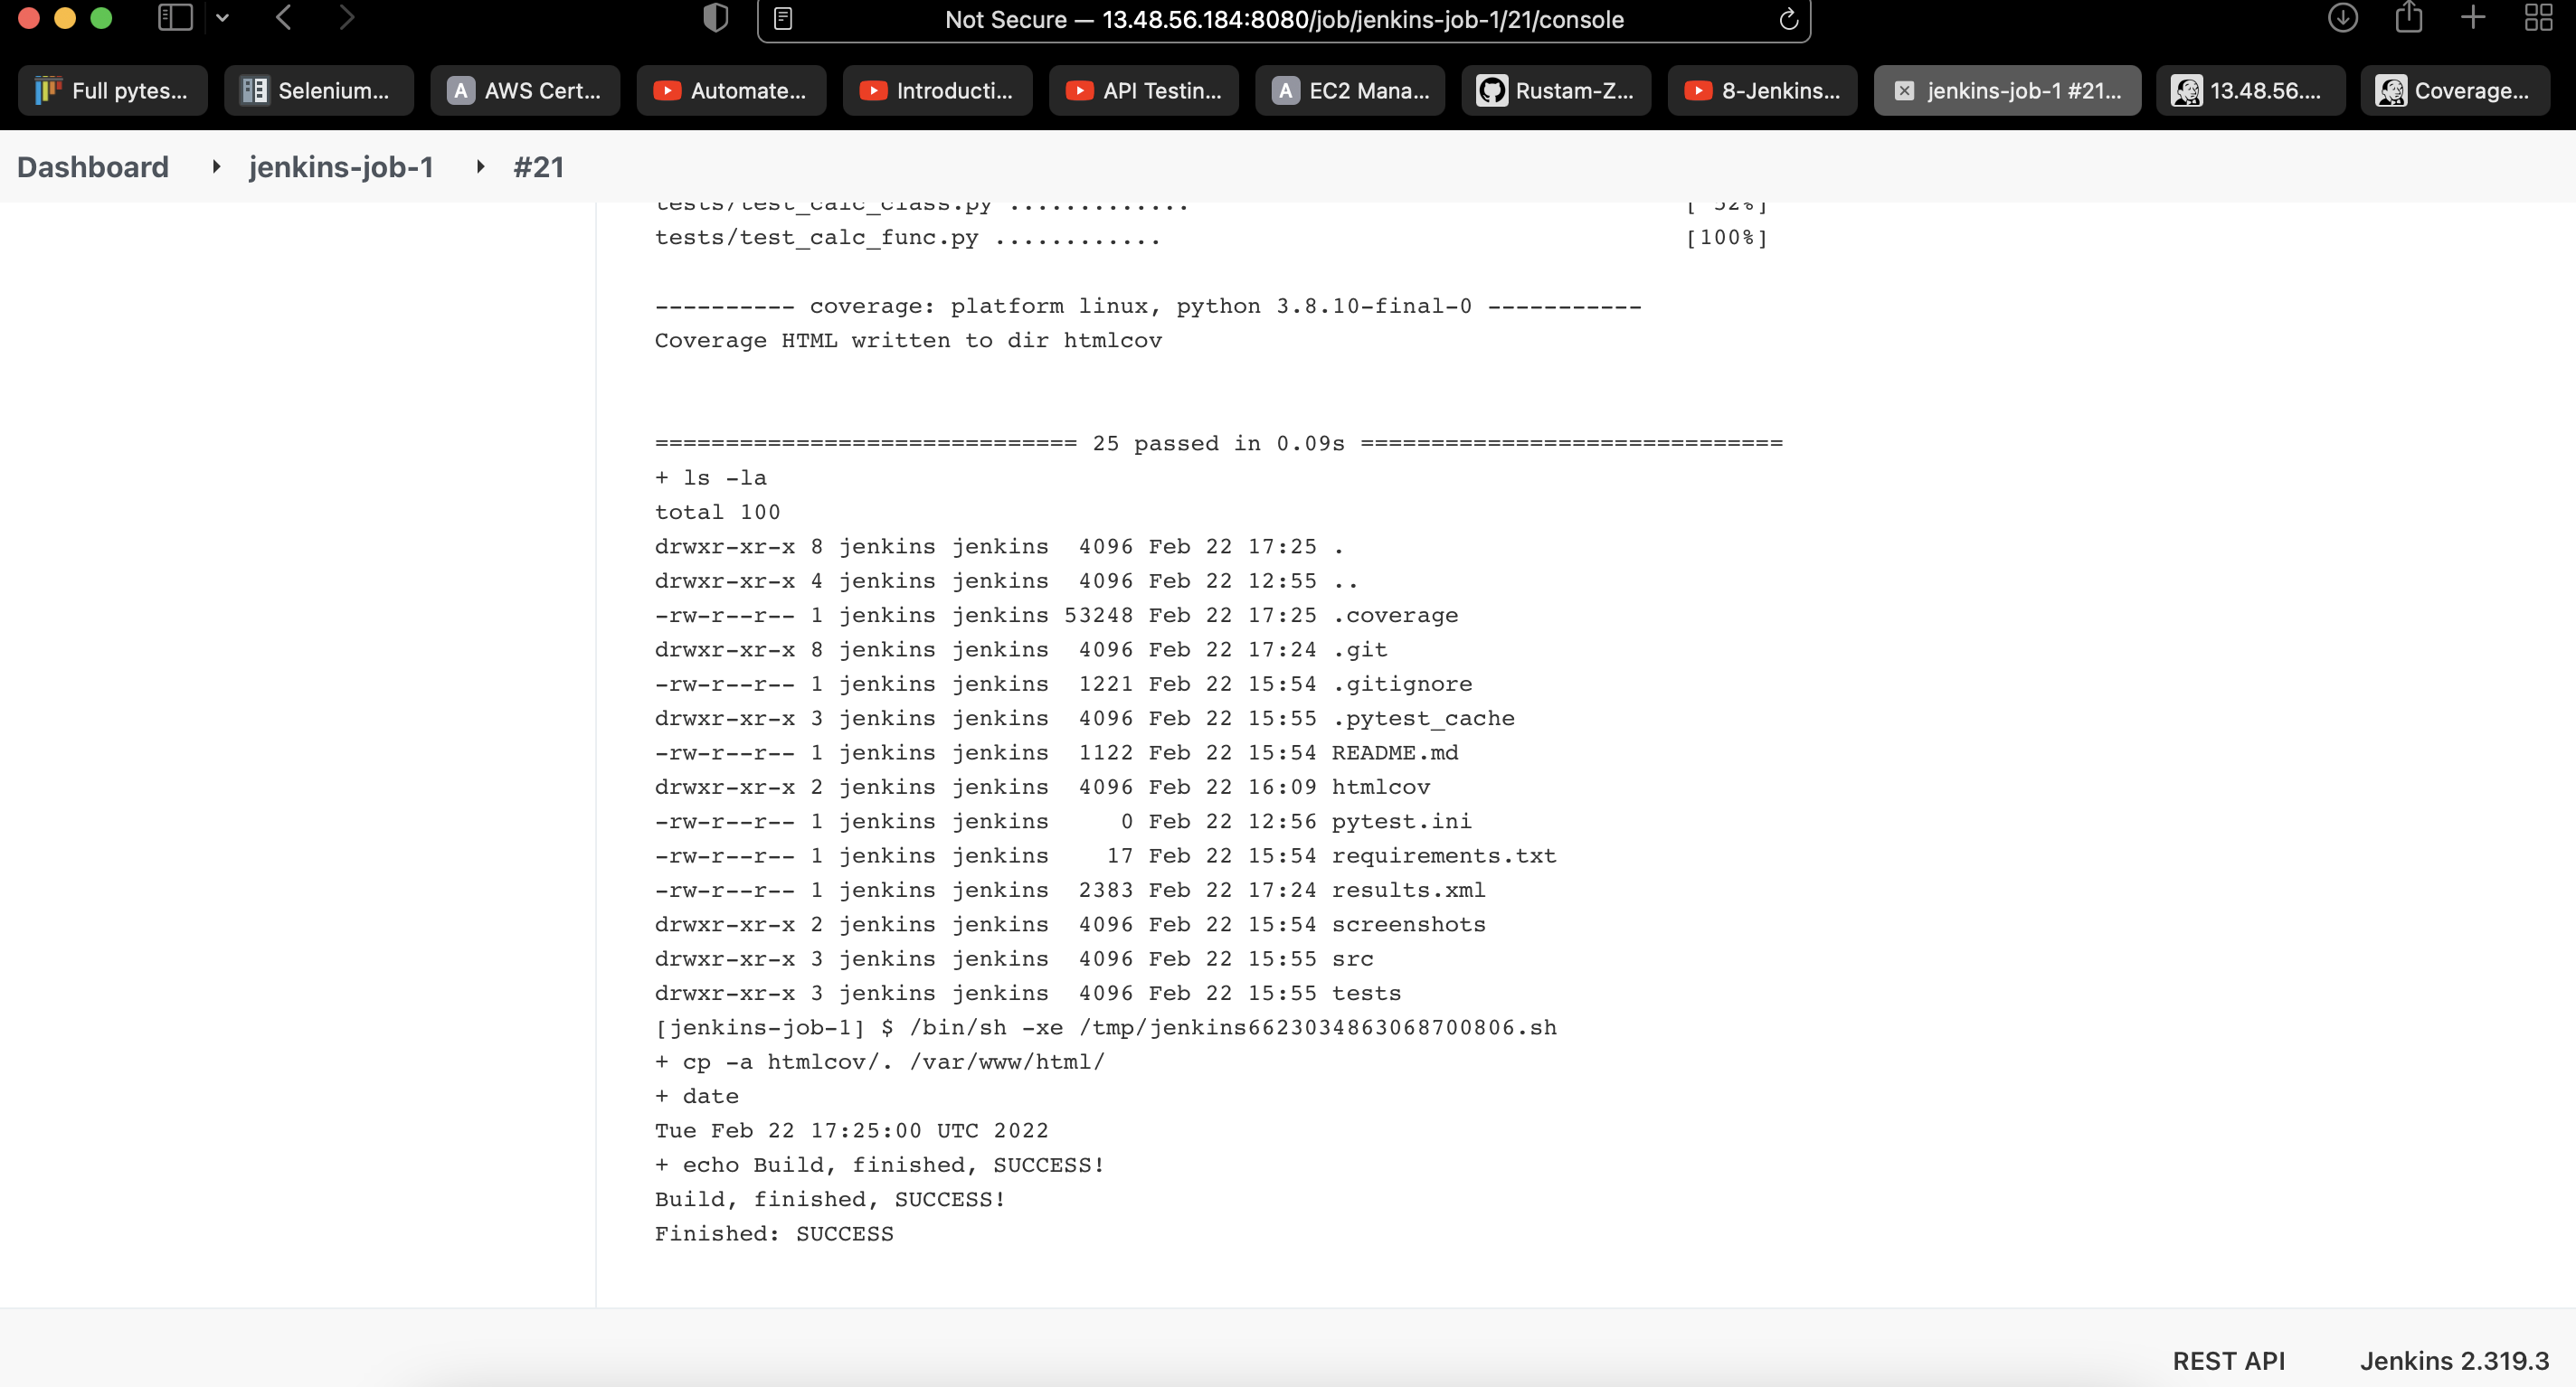 Not Secure — 13.48.56.184:8080/job/jenkins-job-1/21/console
Full pytes...
Selenium...
A AWS Cert...
Automate...
Introducti...
API Testin...
A EC2 Mana...
Rustam-Z...
8-Jenkins...
jenkins-job-1 #21...
13.48.56....
Coverage...
Dashboard jenkins-job-1 #21
tests/test_calc_class.py ............. [ 52%]
tests/test_calc_func.py ............ [100%]
---------- coverage: platform linux, python 3.8.10-final-0 -----------
Coverage HTML written to dir htmlcov
============================== 25 passed in 0.09s ==============================
+ ls -la
total 100
drwxr-xr-x 8 jenkins jenkins  4096 Feb 22 17:25 .
drwxr-xr-x 4 jenkins jenkins  4096 Feb 22 12:55 ..
-rw-r--r-- 1 jenkins jenkins 53248 Feb 22 17:25 .coverage
drwxr-xr-x 8 jenkins jenkins  4096 Feb 22 17:24 .git
-rw-r--r-- 1 jenkins jenkins  1221 Feb 22 15:54 .gitignore
drwxr-xr-x 3 jenkins jenkins  4096 Feb 22 15:55 .pytest_cache
-rw-r--r-- 1 jenkins jenkins  1122 Feb 22 15:54 README.md
drwxr-xr-x 2 jenkins jenkins  4096 Feb 22 16:09 htmlcov
-rw-r--r-- 1 jenkins jenkins     0 Feb 22 12:56 pytest.ini
-rw-r--r-- 1 jenkins jenkins    17 Feb 22 15:54 requirements.txt
-rw-r--r-- 1 jenkins jenkins  2383 Feb 22 17:24 results.xml
drwxr-xr-x 2 jenkins jenkins  4096 Feb 22 15:54 screenshots
drwxr-xr-x 3 jenkins jenkins  4096 Feb 22 15:55 src
drwxr-xr-x 3 jenkins jenkins  4096 Feb 22 15:55 tests
[jenkins-job-1] $ /bin/sh -xe /tmp/jenkins6623034863068700806.sh
+ cp -a htmlcov/. /var/www/html/
+ date
Tue Feb 22 17:25:00 UTC 2022
+ echo Build, finished, SUCCESS!
Build, finished, SUCCESS!
Finished: SUCCESS
REST API Jenkins 2.319.3